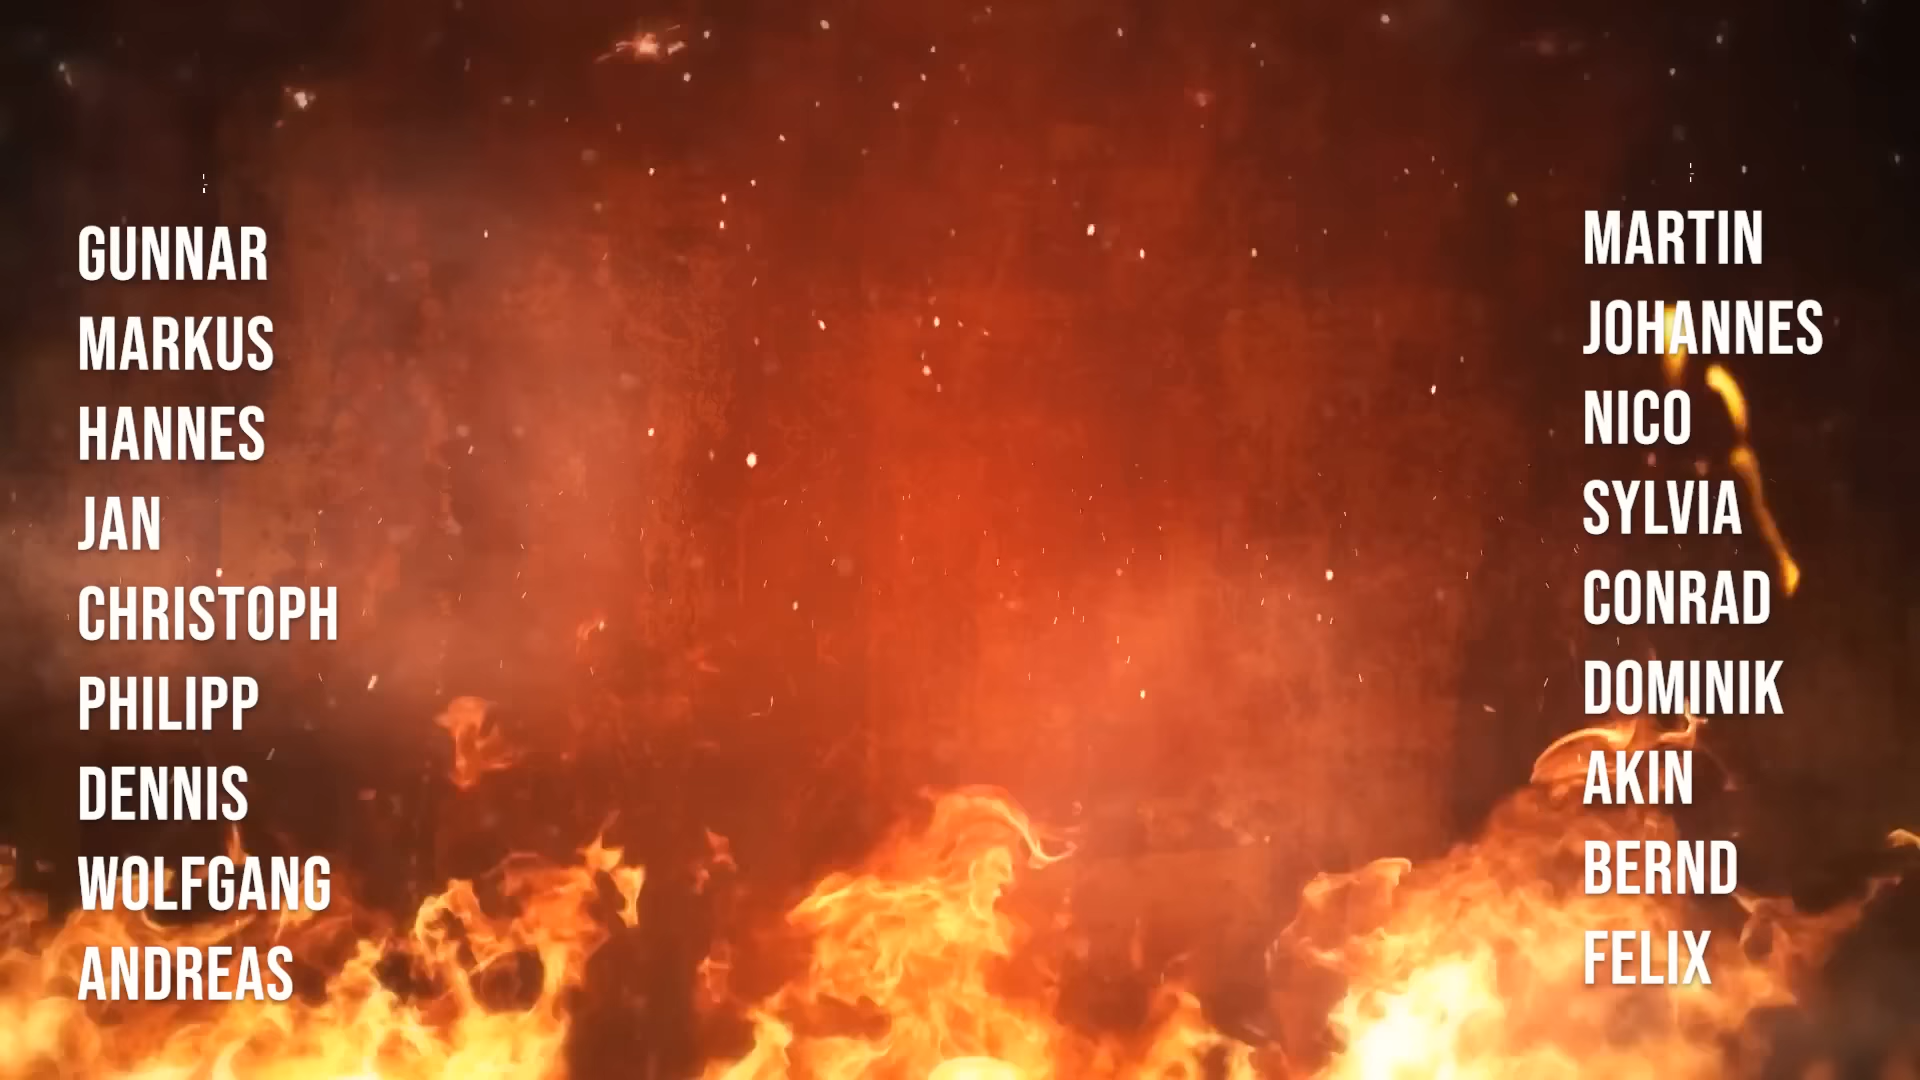 GUNNAR
MARKUS
HANNES
JAN
CHRISTOPH
PHILIPP
DENNIS
WOLFGANG
ANDREAS
MARTIN
JOHANNES
NICO
SYLVIA
CONRAD
DOMINIK
AKIN
BERND
FELIX